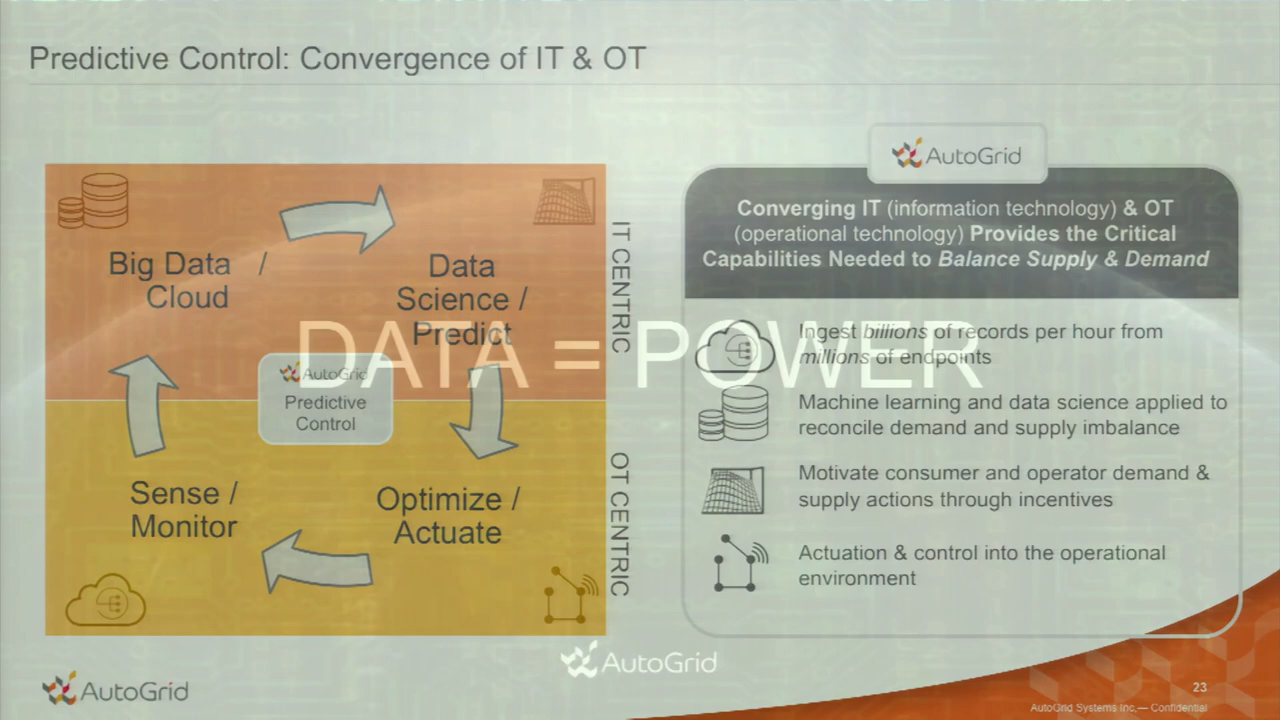 Predictive Control: Convergence of IT & OT
Big Data /
Cloud
Data
Science /
Predict
IT CENTRIC
AutoGrid
Predictive
Control
Sense /
Monitor
Optimize /
Actuate
OT CENTRIC
AutoGrid
Converging IT (information technology) & OT
(operational technology) Provides the Critical
Capabilities Needed to Balance Supply & Demand
DATA = POWER
Ingest billions of records per hour from
millions of endpoints
Machine learning and data science applied to
reconcile demand and supply imbalance
Motivate consumer and operator demand &
supply actions through incentives
Actuation & control into the operational
environment
AutoGrid
AutoGrid
23
AutoGrid Systems Inc.— Confidential